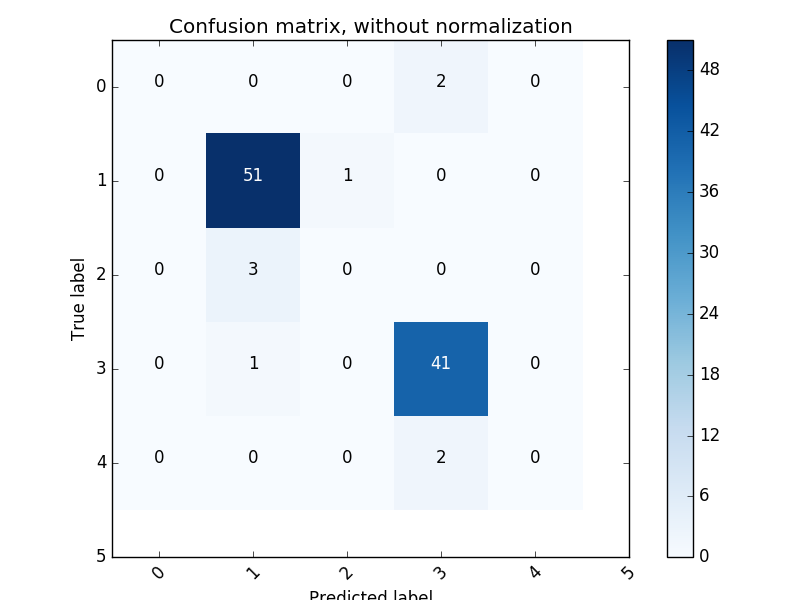 Confusion matrix, without normalization
0 0 0 0 2 0 48
1 0 51 1 0 0 42
36
2 0 3 0 0 0 30
24
3 0 1 0 41 0 18
12
4 0 0 0 2 0 6
5 0
0 1 2 3 4 5
True label
Predicted label